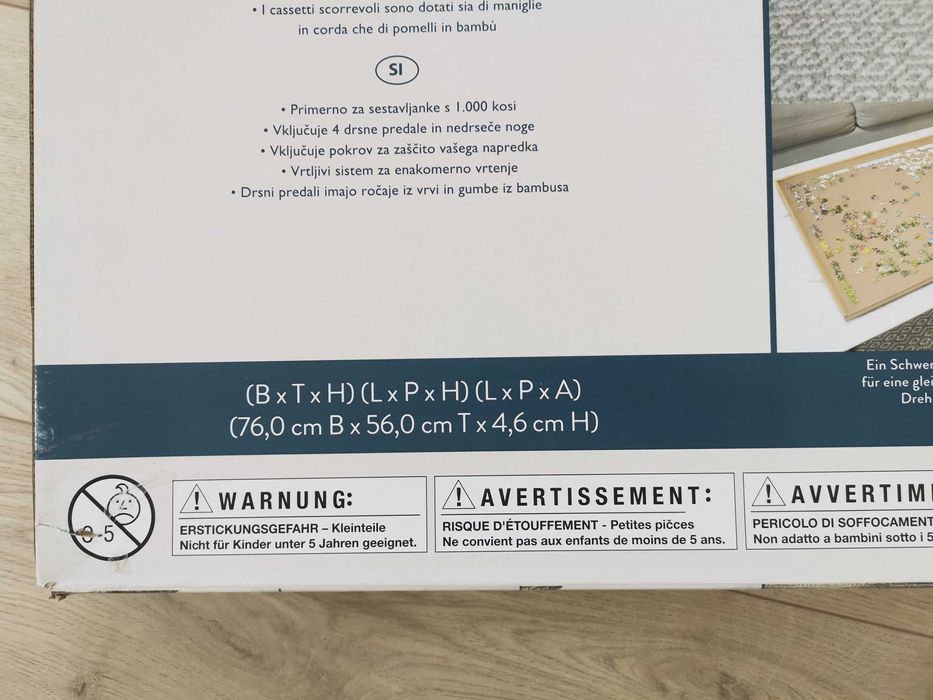 • I cassetti scorrevoli sono dotati sia di maniglie
in corda che di pomelli in bambù
SI
• Primerno za sestavljanke s 1.000 kosi
• Vključuje 4 drsne predale in nedrseče noge
• Vključuje pokrov za zaščito vašega napredka
• Vrtljivi sistem za enakomerno vrtenje
• Drsni predali imajo ročaje iz vrvi in gumbe iz bambusa
(B x T x H) (L x P x H) (L x P x A)
(76,0 cm B x 56,0 cm T x 4,6 cm H)
Ein Schwer
für eine glei
Dreh
0-5
WARNUNG:
ERSTICKUNGSGEFAHR – Kleinteile
Nicht für Kinder unter 5 Jahren geeignet.
AVERTISSEMENT:
RISQUE D'ÉTOUFFEMENT - Petites pičces
Ne convient pas aux enfants de moins de 5 ans.
AVVERTIM
PERICOLO DI SOFFOCAMENT
Non adatto a bambini sotto i 5